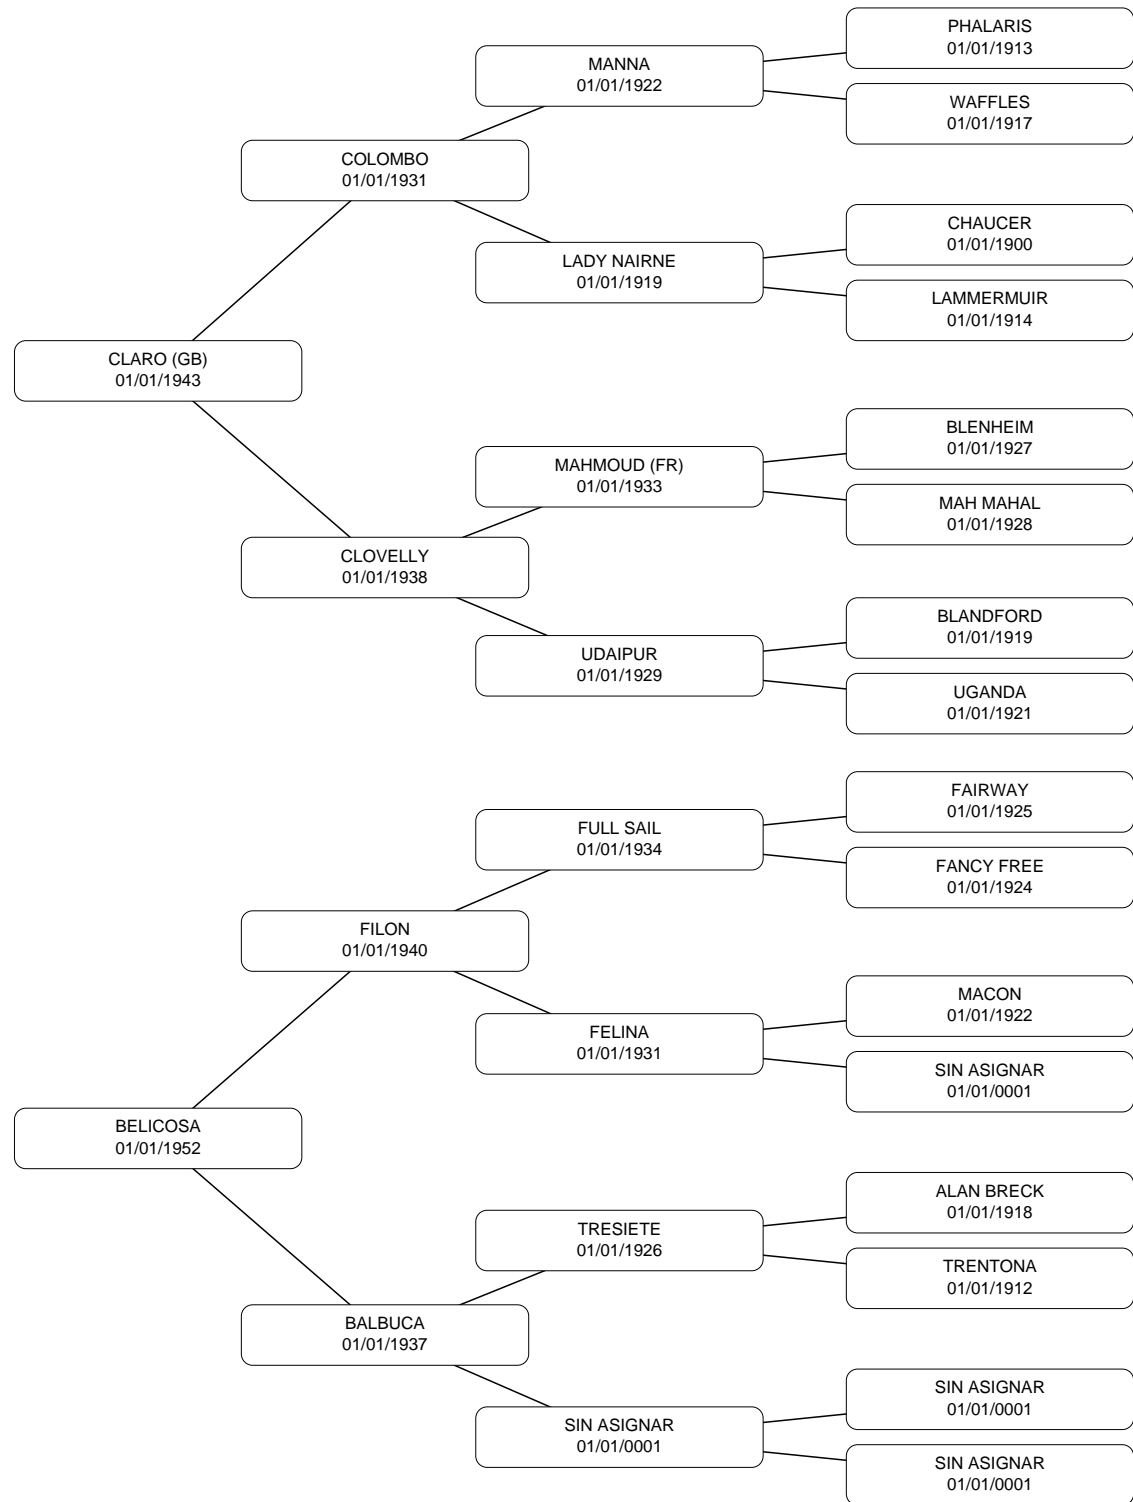 PHALARIS
01/01/1913
MANNA
01/01/1922
WAFFLES
01/01/1917
COLOMBO
01/01/1931
CHAUCER
01/01/1900
LADY NAIRNE
01/01/1919
LAMMERMUIR
01/01/1914
CLARO (GB)
01/01/1943
BLENHEIM
01/01/1927
MAHMOUD (FR)
01/01/1933
MAH MAHAL
01/01/1928
CLOVELLY
01/01/1938
BLANDFORD
01/01/1919
UDAIPUR
01/01/1929
UGANDA
01/01/1921
FAIRWAY
01/01/1925
FULL SAIL
01/01/1934
FANCY FREE
01/01/1924
FILON
01/01/1940
MACON
01/01/1922
FELINA
01/01/1931
SIN ASIGNAR
01/01/0001
BELICOSA
01/01/1952
ALAN BRECK
01/01/1918
TRESIETE
01/01/1926
TRENTONA
01/01/1912
BALBUCA
01/01/1937
SIN ASIGNAR
01/01/0001
SIN ASIGNAR
01/01/0001
SIN ASIGNAR
01/01/0001